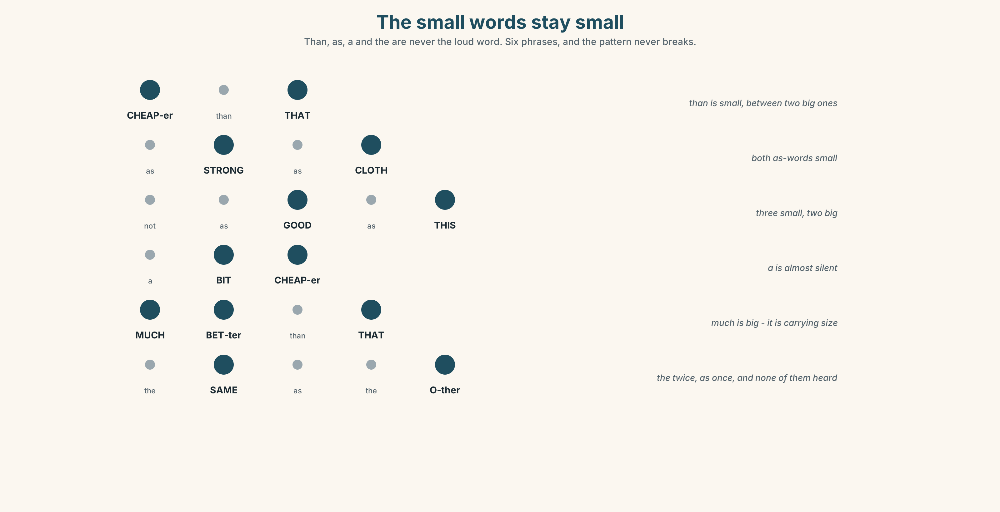 The small words stay small
Than, as, a and the are never the loud word. Six phrases, and the pattern never breaks.
CHEAP-er than THAT
than is small, between two big ones
as STRONG as CLOTH
both as-words small
not as GOOD as THIS
three small, two big
a BIT CHEAP-er
a is almost silent
MUCH BET-ter than THAT
much is big - it is carrying size
the SAME as the O-ther
the twice, as once, and none of them heard